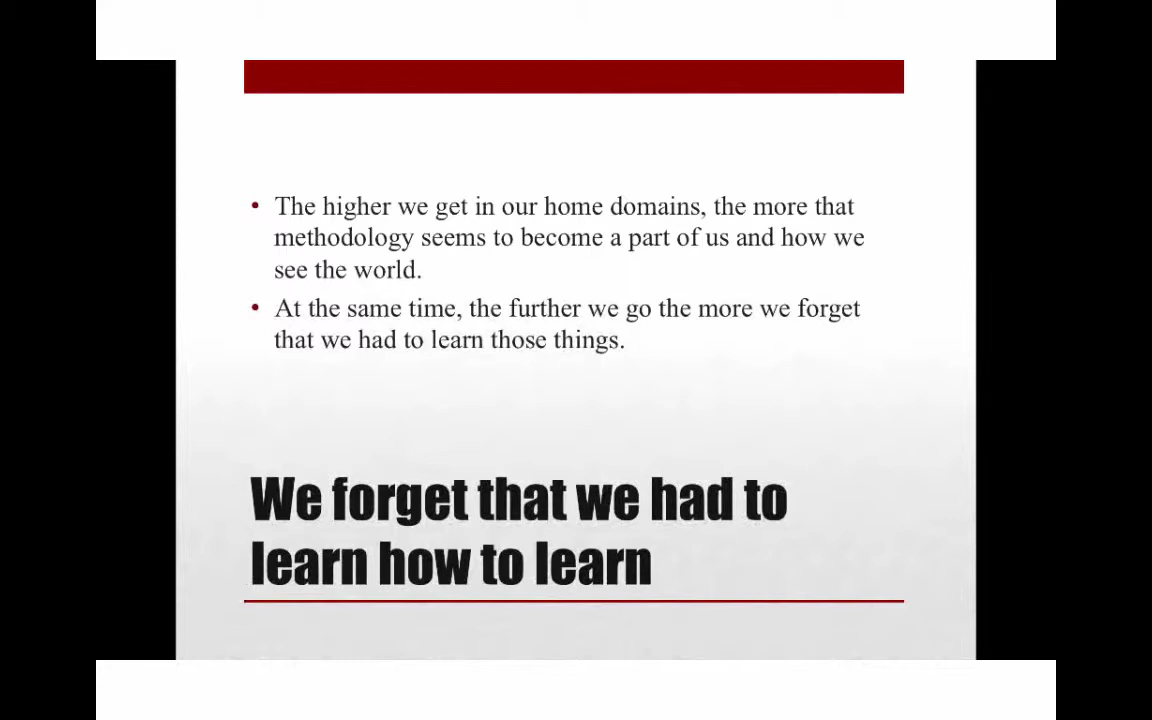 • The higher we get in our home domains, the more that
methodology seems to become a part of us and how we
see the world.
• At the same time, the further we go the more we forget
that we had to learn those things.
We forget that we had to
learn how to learn